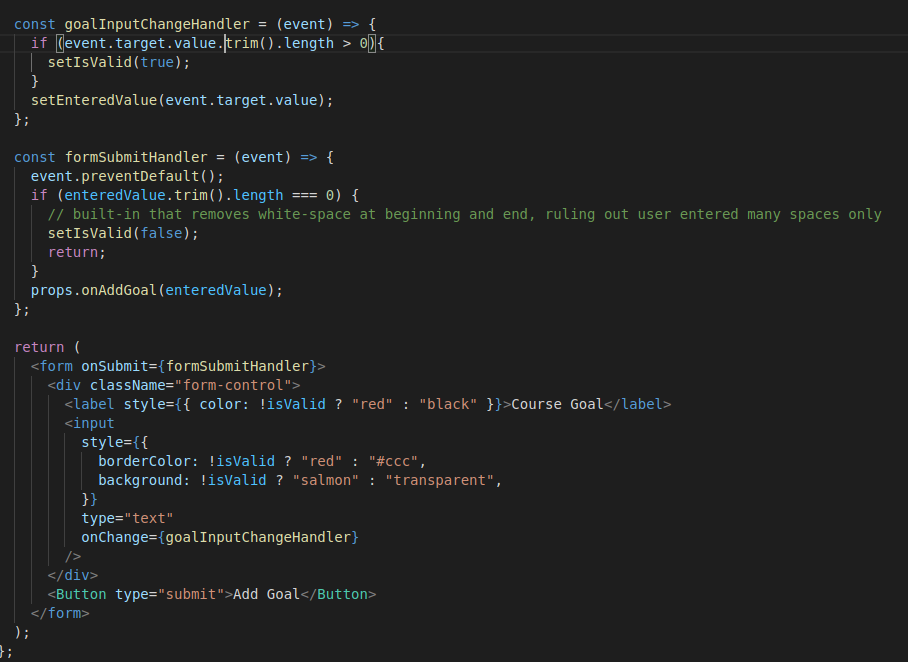 const goalInputChangeHandler = (event) => {
  if (event.target.value.trim().length > 0){
    setIsValid(true);
  }
  setEnteredValue(event.target.value);
};

const formSubmitHandler = (event) => {
  event.preventDefault();
  if (enteredValue.trim().length === 0) {
    // built-in that removes white-space at beginning and end, ruling out user entered many spaces only
    setIsValid(false);
    return;
  }
  props.onAddGoal(enteredValue);
};

return (
  <form onSubmit={formSubmitHandler}>
    <div className="form-control">
      <label style={{ color: !isValid ? "red" : "black" }}>Course Goal</label>
      <input
        style={{
          borderColor: !isValid ? "red" : "#ccc",
          background: !isValid ? "salmon" : "transparent",
        }}
        type="text"
        onChange={goalInputChangeHandler}
      />
    </div>
    <Button type="submit">Add Goal</Button>
  </form>
);
};